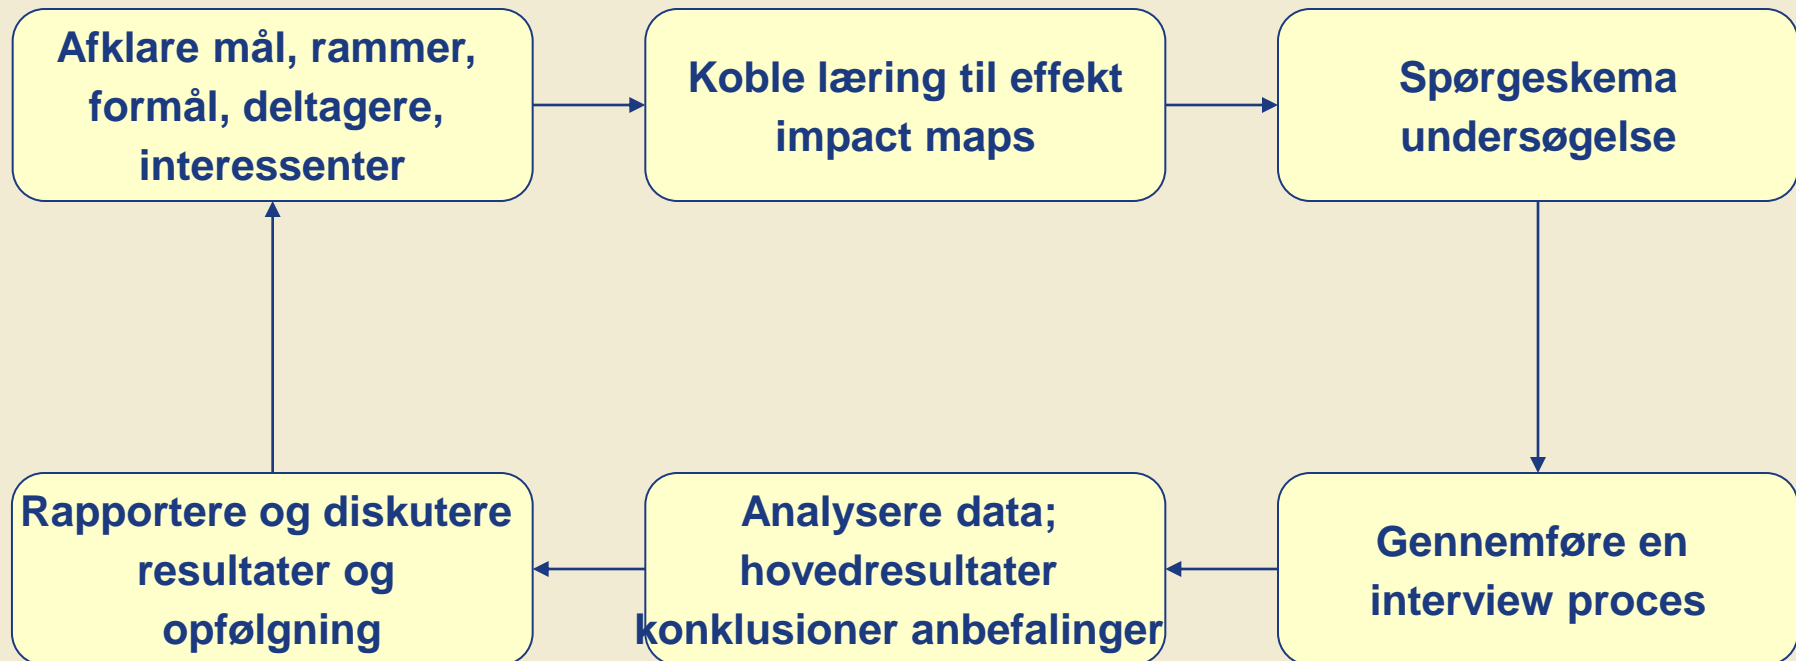 Afklare mål, rammer,
formål, deltagere,
interessenter
Koble læring til effekt
impact maps
Spørgeskema
undersøgelse
Rapportere og diskutere
resultater og
opfølgning
Analysere data;
hovedresultater
konklusioner anbefalinger
Gennemføre en
interview proces